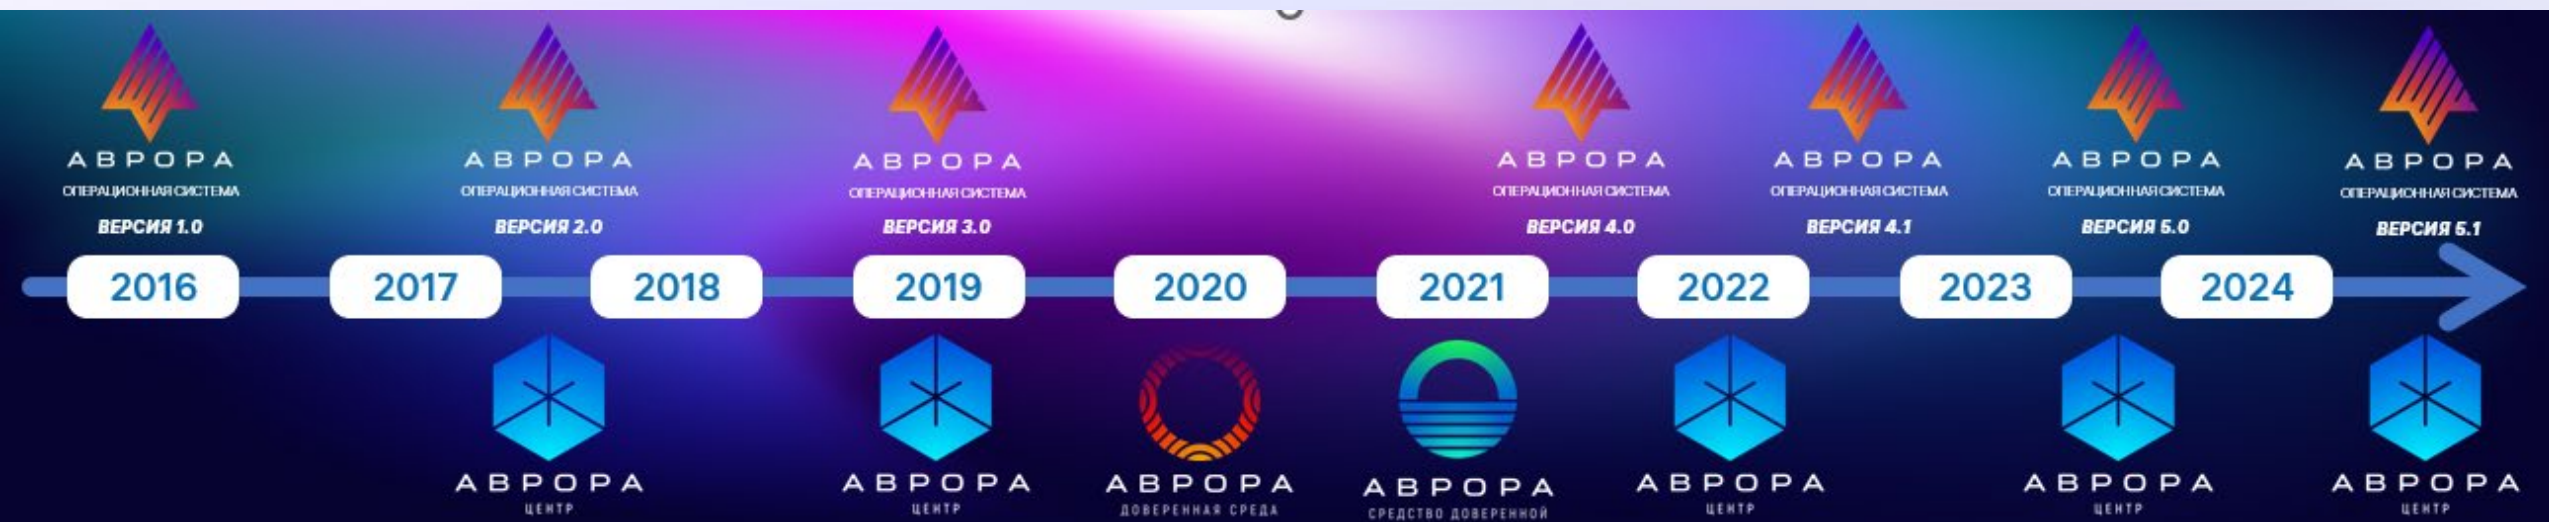 АВРОРА
ОПЕРАЦИОННАЯ СИСТЕМА
ВЕРСИЯ 1.0
АВРОРА
ОПЕРАЦИОННАЯ СИСТЕМА
ВЕРСИЯ 2.0
АВРОРА
ОПЕРАЦИОННАЯ СИСТЕМА
ВЕРСИЯ 3.0
АВРОРА
ОПЕРАЦИОННАЯ СИСТЕМА
ВЕРСИЯ 4.0
АВРОРА
ОПЕРАЦИОННАЯ СИСТЕМА
ВЕРСИЯ 4.1
АВРОРА
ОПЕРАЦИОННАЯ СИСТЕМА
ВЕРСИЯ 5.0
АВРОРА
ОПЕРАЦИОННАЯ СИСТЕМА
ВЕРСИЯ 5.1
2016
2017
2018
2019
2020
2021
2022
2023
2024
АВРОРА
ЦЕНТР
АВРОРА
ЦЕНТР
АВРОРА
ДОВЕРЕННАЯ СРЕДА
АВРОРА
СРЕДСТВО ДОВЕРЕННОЙ
АВРОРА
ЦЕНТР
АВРОРА
ЦЕНТР
АВРОРА
ЦЕНТР